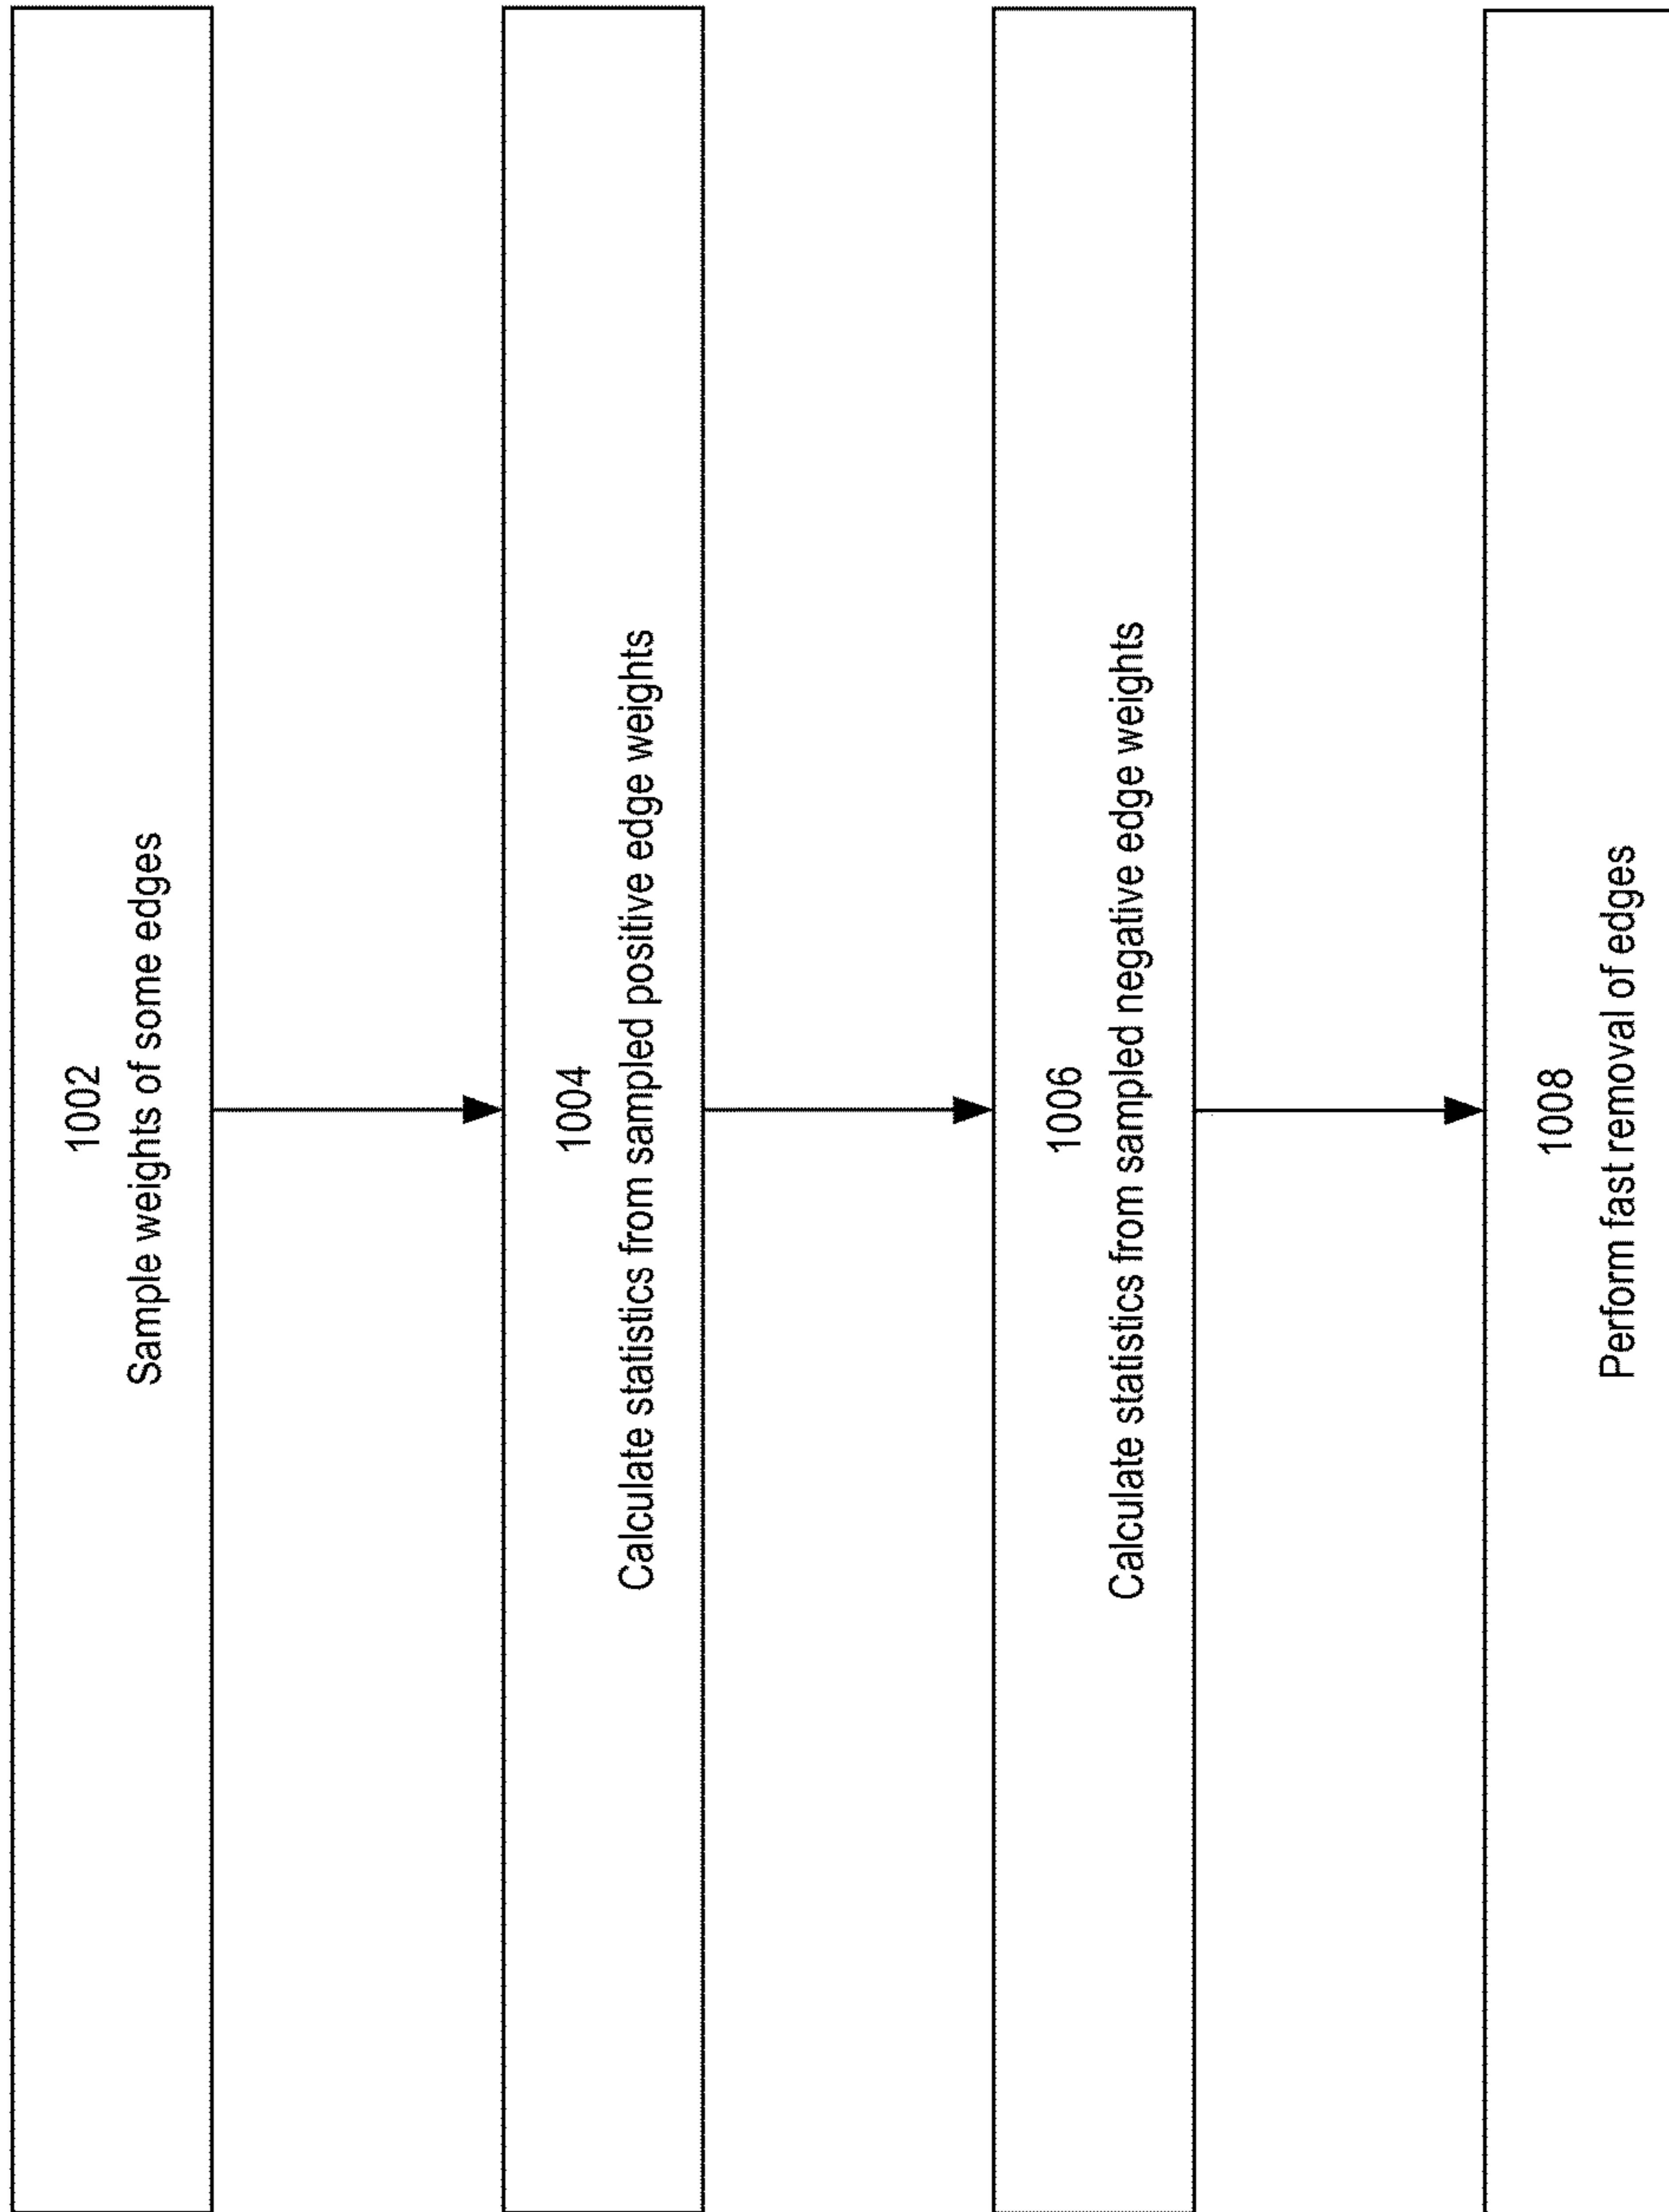 1002
Sample weights of some edges
1004
Calculate statistics from sampled positive edge weights
1006
Calculate statistics from sampled negative edge weights
1008
Perform fast removal of edges